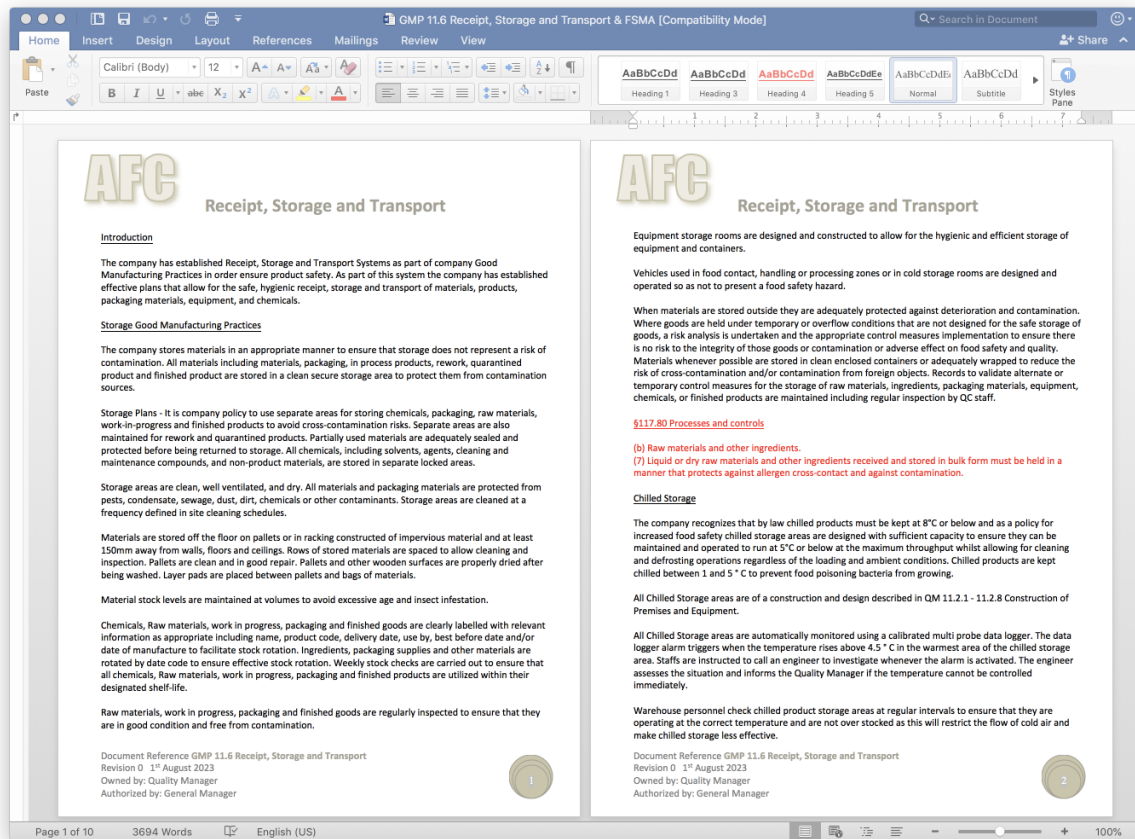 GMP 11.6 Receipt, Storage and Transport & FSMA [Compatibility Mode]
Search in Document
Home Insert Design Layout References Mailings Review View
Share
Paste
Calibri (Body) 12
B I U abc X2 X2 A A
AaBbCcDd AaBbCcDd AaBbCcDd AaBbCcDdEe AaBbCcDdEe AaBbCcDd
Heading 1 Heading 3 Heading 4 Heading 5 Normal Subtitle
Styles
Pane
1 2 3 4 5 6 7
AFC
Receipt, Storage and Transport
Introduction
The company has established Receipt, Storage and Transport Systems as part of company Good
Manufacturing Practices in order ensure product safety. As part of this system the company has established
effective plans that allow for the safe, hygienic receipt, storage and transport of materials, products,
packaging materials, equipment, and chemicals.
Storage Good Manufacturing Practices
The company stores materials in an appropriate manner to ensure that storage does not represent a risk of
contamination. All materials including materials, packaging, in process products, rework, quarantined
product and finished product are stored in a clean secure storage area to protect them from contamination
sources.
Storage Plans - It is company policy to use separate areas for storing chemicals, packaging, raw materials,
work-in-progress and finished products to avoid cross-contamination risks. Separate areas are also
maintained for rework and quarantined products. Partially used materials are adequately sealed and
protected before being returned to storage. All chemicals, including solvents, agents, cleaning and
maintenance compounds, and non-product materials, are stored in separate locked areas.
Storage areas are clean, well ventilated, and dry. All materials and packaging materials are protected from
pests, condensate, sewage, dust, dirt, chemicals or other contaminants. Storage areas are cleaned at a
frequency defined in site cleaning schedules.
Materials are stored off the floor on pallets or in racking constructed of impervious material and at least
150mm away from walls, floors and ceilings. Rows of stored materials are spaced to allow cleaning and
inspection. Pallets are clean and in good repair. Pallets and other wooden surfaces are properly dried after
being washed. Layer pads are placed between pallets and bags of materials.
Material stock levels are maintained at volumes to avoid excessive age and insect infestation.
Chemicals, Raw materials, work in progress, packaging and finished goods are clearly labelled with relevant
information as appropriate including name, product code, delivery date, use by, best before date and/or
date of manufacture to facilitate stock rotation. Ingredients, packaging supplies and other materials are
rotated by date code to ensure effective stock rotation. Weekly stock checks are carried out to ensure that
all chemicals, Raw materials, work in progress, packaging and finished products are utilized within their
designated shelf-life.
Raw materials, work in progress, packaging and finished goods are regularly inspected to ensure that they
are in good condition and free from contamination.
Document Reference GMP 11.6 Receipt, Storage and Transport
Revision 0 1st August 2023
Owned by: Quality Manager
Authorized by: General Manager
1
AFC
Receipt, Storage and Transport
Equipment storage rooms are designed and constructed to allow for the hygienic and efficient storage of
equipment and containers.
Vehicles used in food contact, handling or processing zones or in cold storage rooms are designed and
operated so as not to present a food safety hazard.
When materials are stored outside they are adequately protected against deterioration and contamination.
Where goods are held under temporary or overflow conditions that are not designed for the safe storage of
goods, a risk analysis is undertaken and the appropriate control measures implementation to ensure there
is no risk to the integrity of those goods or contamination or adverse effect on food safety and quality.
Materials whenever possible are stored in clean enclosed containers or adequately wrapped to reduce the
risk of cross-contamination and/or contamination from foreign objects. Records to validate alternate or
temporary control measures for the storage of raw materials, ingredients, packaging materials, equipment,
chemicals, or finished products are maintained including regular inspection by QC staff.
§117.80 Processes and controls
(b) Raw materials and other ingredients.
(7) Liquid or dry raw materials and other ingredients received and stored in bulk form must be held in a
manner that protects against allergen cross-contact and against contamination.
Chilled Storage
The company recognizes that by law chilled products must be kept at 8°C or below and as a policy for
increased food safety chilled storage areas are designed with sufficient capacity to ensure they can be
maintained and operated to run at 5°C or below at the maximum throughput whilst allowing for cleaning
and defrosting operations regardless of the loading and ambient conditions. Chilled products are kept
chilled between 1 and 5 ° C to prevent food poisoning bacteria from growing.
All Chilled Storage areas are of a construction and design described in QM 11.2.1 - 11.2.8 Construction of
Premises and Equipment.
All Chilled Storage areas are automatically monitored using a calibrated multi probe data logger. The data
logger alarm triggers when the temperature rises above 4.5 ° C in the warmest area of the chilled storage
area. Staffs are instructed to call an engineer to investigate whenever the alarm is activated. The engineer
assesses the situation and informs the Quality Manager if the temperature cannot be controlled
immediately.
Warehouse personnel check chilled product storage areas at regular intervals to ensure that they are
operating at the correct temperature and are not over stocked as this will restrict the flow of cold air and
make chilled storage less effective.
Document Reference GMP 11.6 Receipt, Storage and Transport
Revision 0 1st August 2023
Owned by: Quality Manager
Authorized by: General Manager
2
Page 1 of 10 3694 Words English (US) 100%